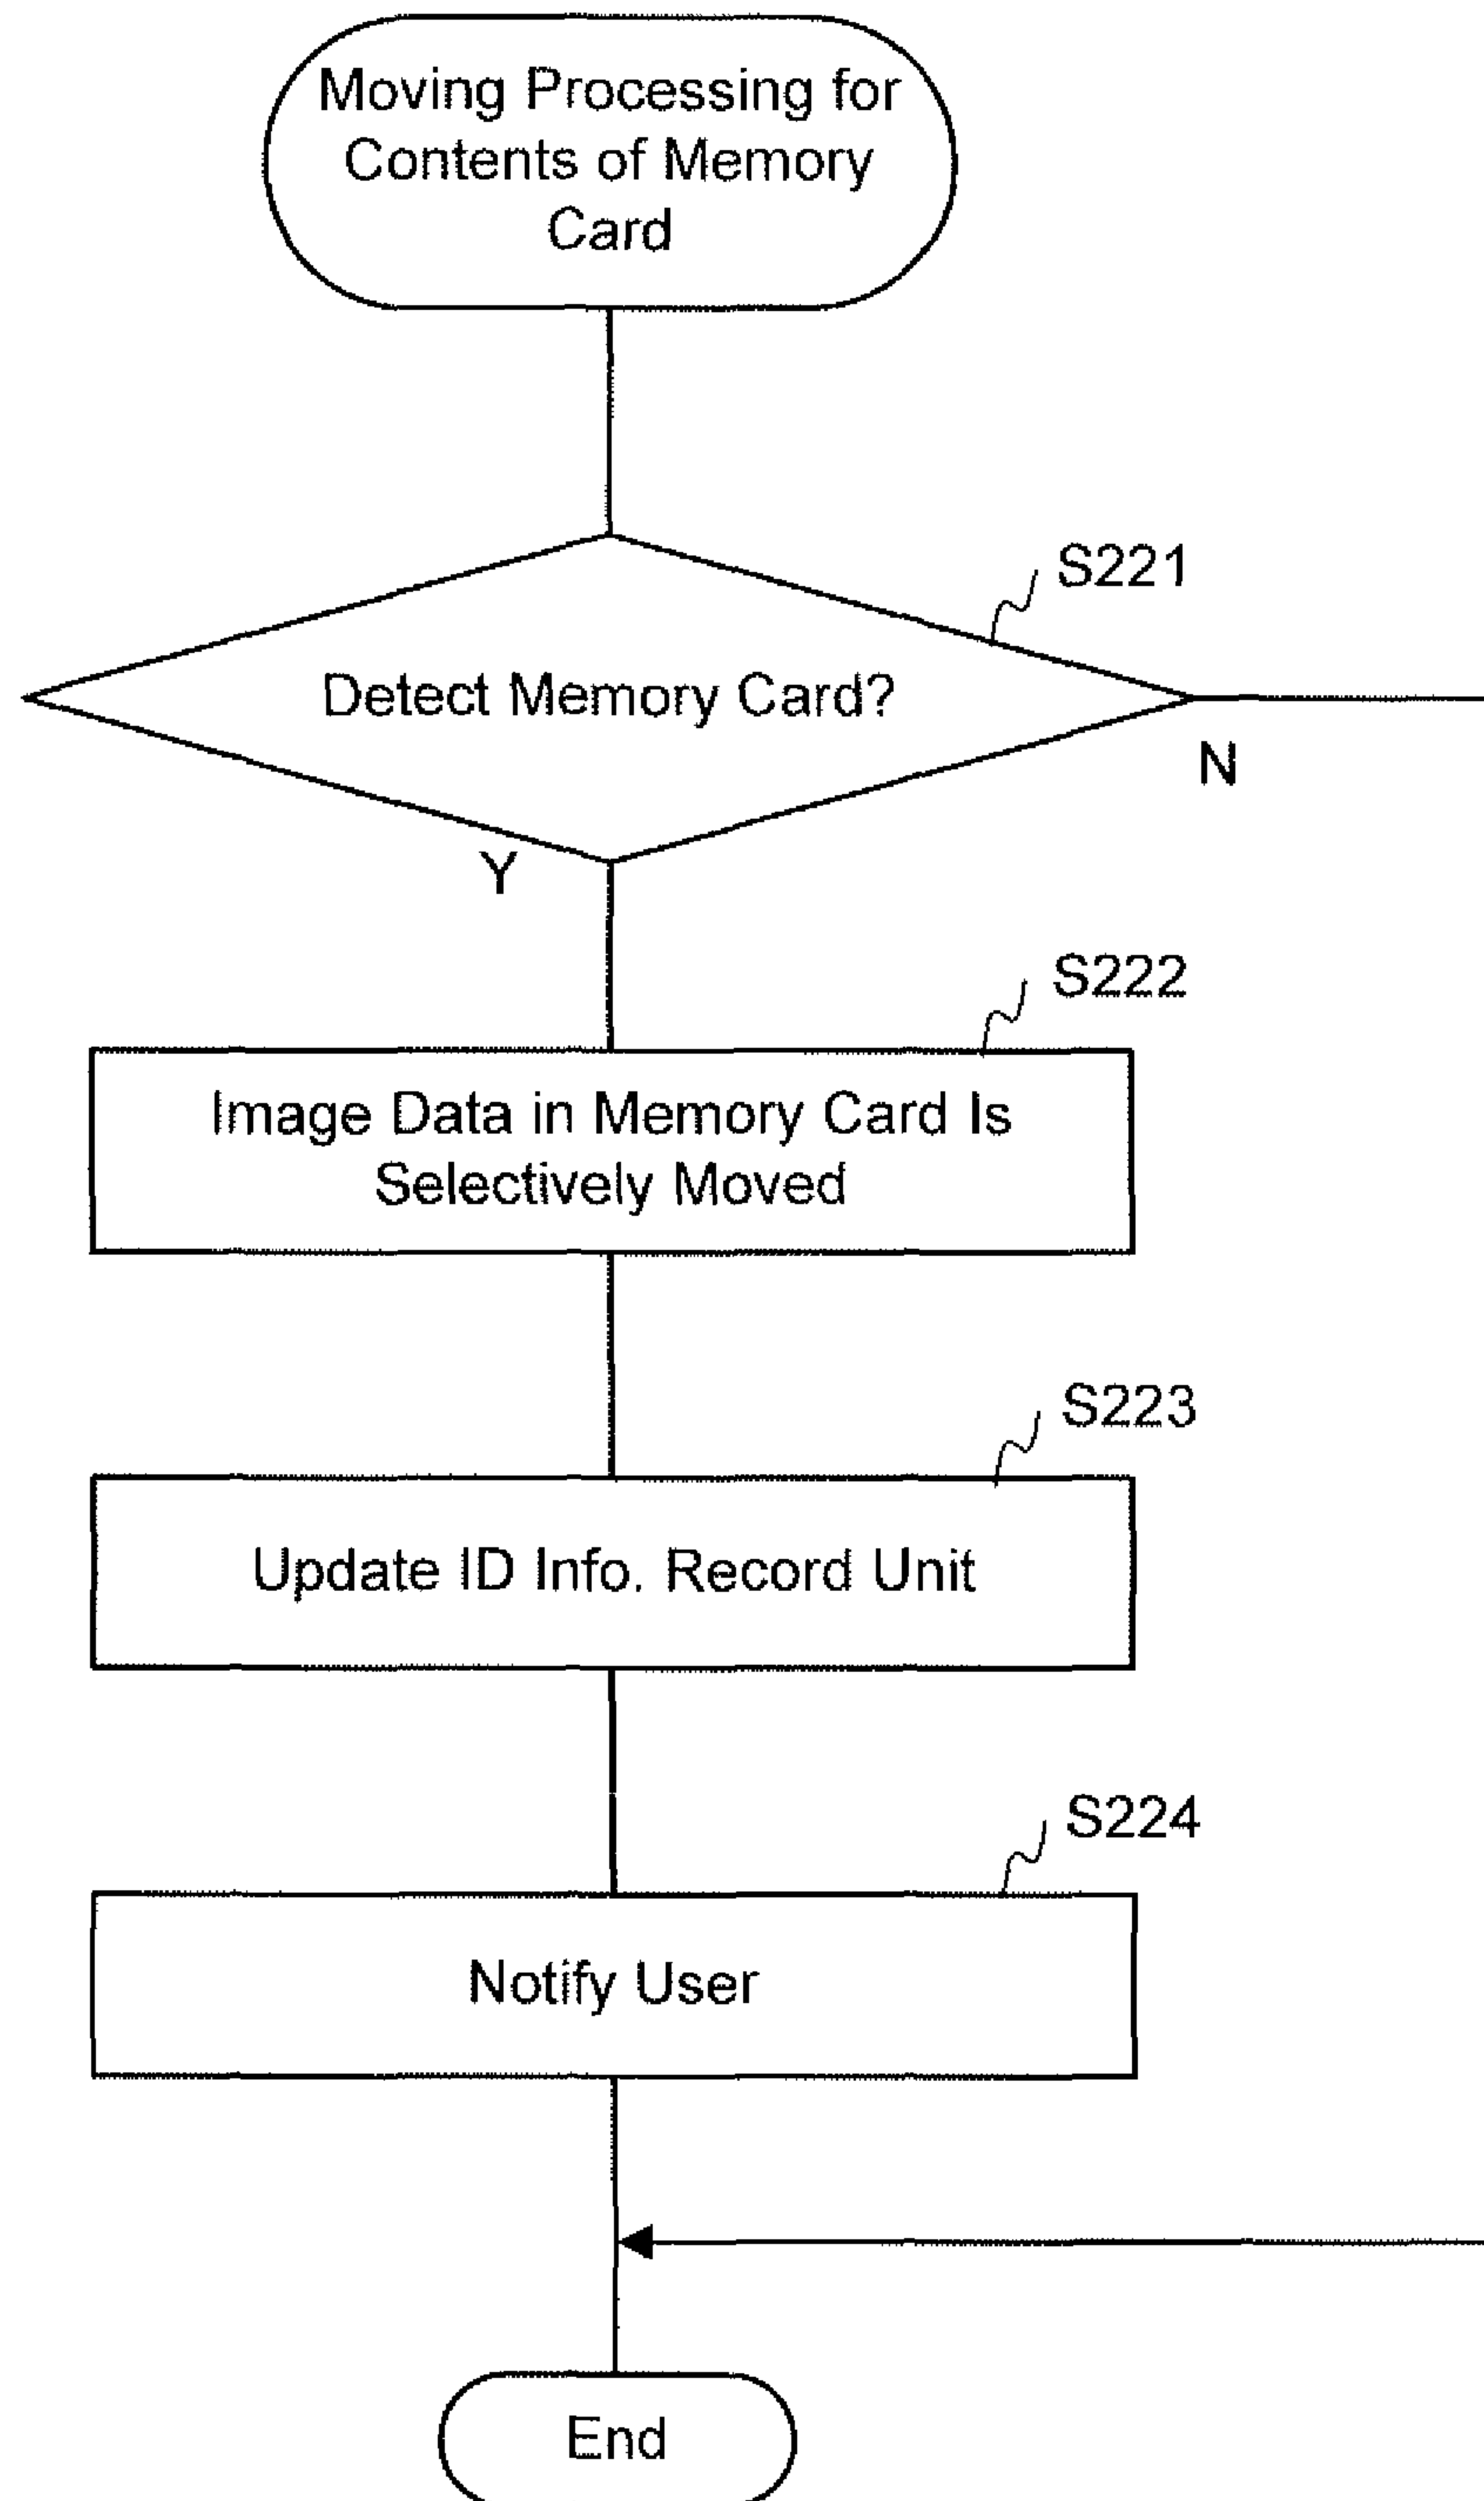 Moving Processing for
Contents of Memory
Card
S221
Detect Memory Card?
N
Y
S222
Image Data in Memory Card Is
Selectively Moved
S223
Update ID Info. Record Unit
S224
Notify User
End